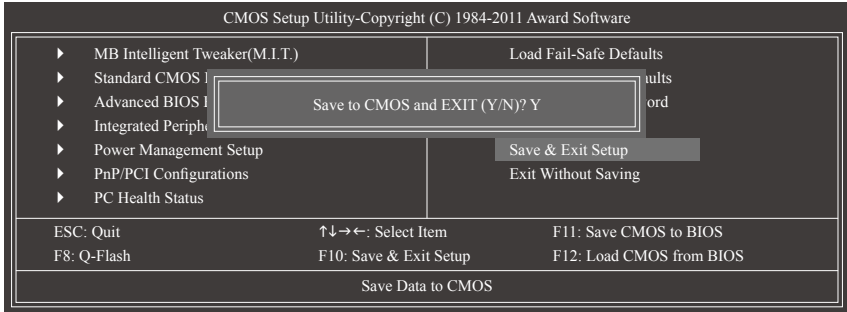 CMOS Setup Utility-Copyright (C) 1984-2011 Award Software
MB Intelligent Tweaker(M.I.T.)
Standard CMOS
Advanced BIOS
Integrated
Power Management Setup
PnP/PCI Configurations
PC Health Status
Load Fail-Safe Defaults
Save to CMOS and EXIT (Y/N)? Y
Save & Exit Setup
Exit Without Saving
ESC: Quit ↑↓→←: Select Item F11: Save CMOS to BIOS
F8: Q-Flash F10: Save & Exit Setup F12: Load CMOS from BIOS
Save Data to CMOS